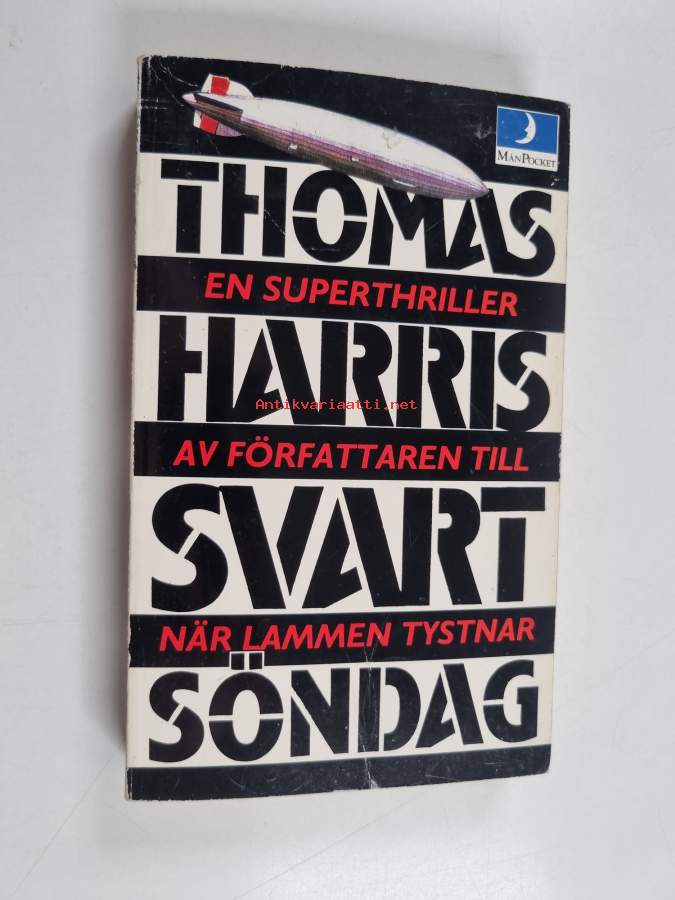 MÅNPOCKET
THOMAS
EN SUPERTHRILLER
HARRIS
Antikvariaatti.net
AV FÖRFATTAREN TILL
SVART
NÄR LAMMEN TYSTNAR
SÖNDAG